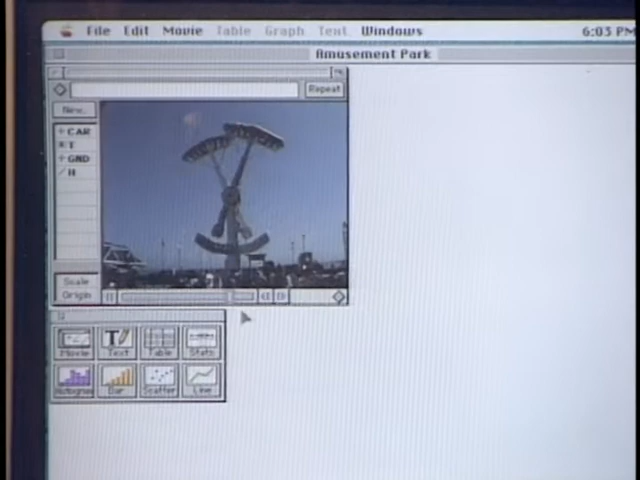 File Edit Movie Table Graph Text Windows 6:03 PM
Amusement Park
Repeat
New
CAR
T
GND
H
Scale
Origin
Movie Text Table Stats
Histogram Bar Scatter Line